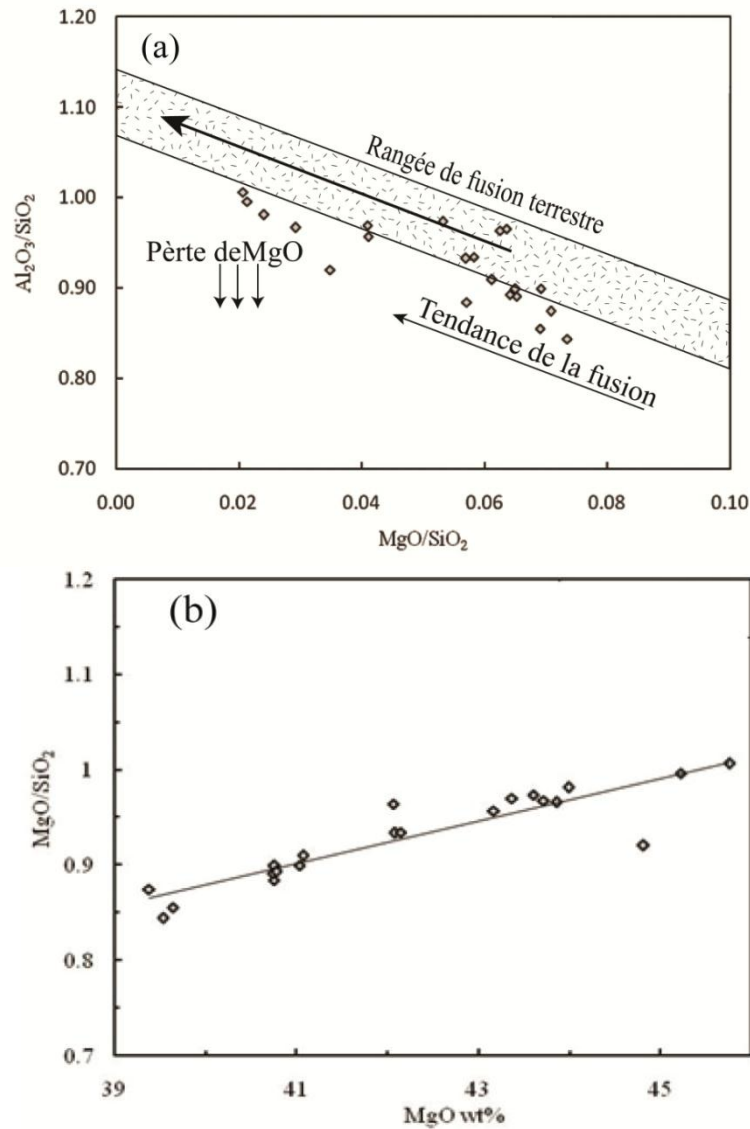 1.20
(a)
1.10
Rangée de fusion terrestre
1.00
Pèrte deMgO
0.90
Tendance de la fusion
0.80
0.70
Al₂O₃/SiO₂
0.00 0.02 0.04 0.06 0.08 0.10
MgO/SiO₂
1.2
(b)
1.1
1
0.9
0.8
0.7
MgO/SiO₂
39 41 43 45
MgO wt%